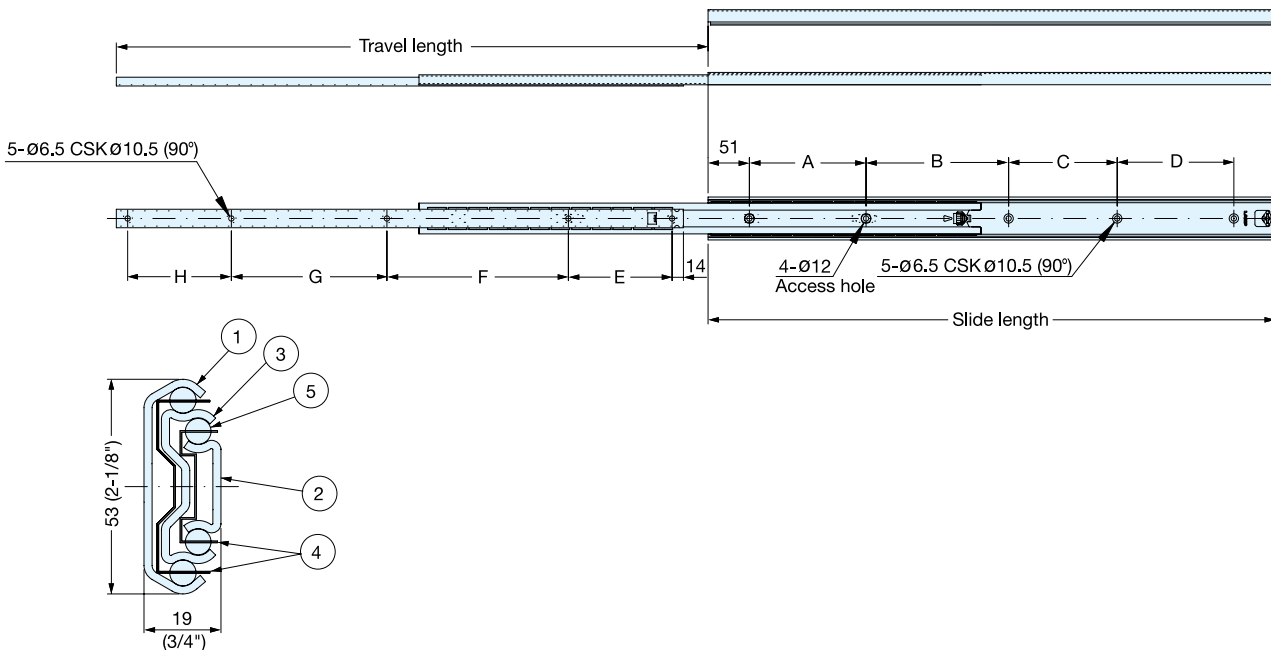 Travel length
5-Ø6.5 CSK Ø10.5 (90°)
51
A
B
C
D
H
G
F
E
14
4-Ø12
Access hole
5-Ø6.5 CSK Ø10.5 (90°)
Slide length
1
3
5
2
4
53 (2-1/8")
19
(3/4")